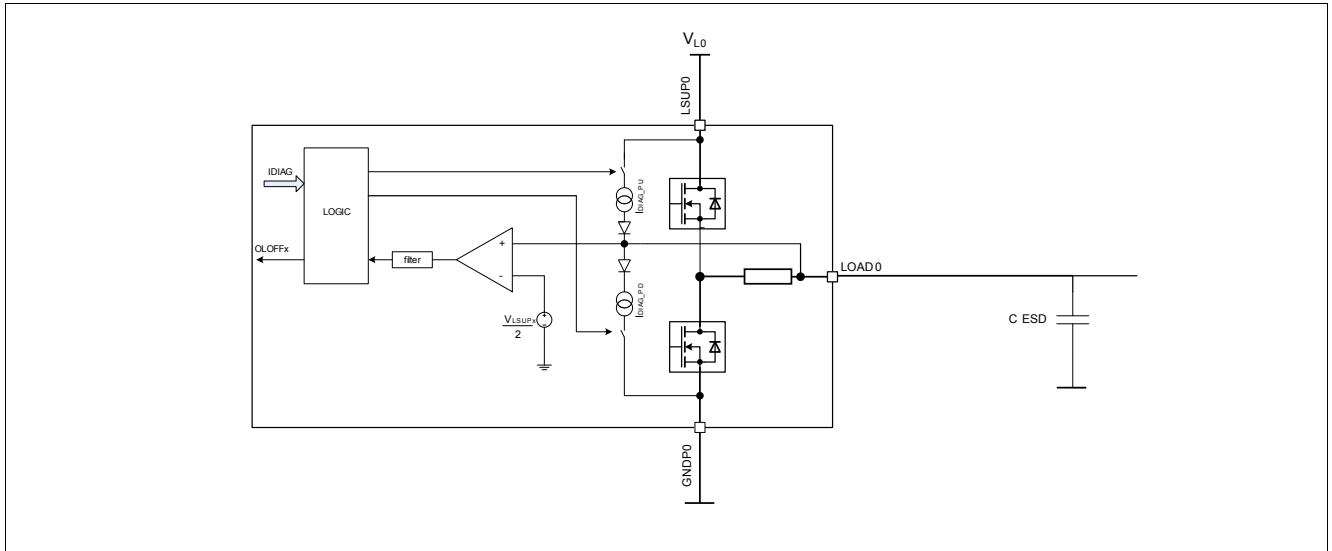 VL0
LSUP0
IDIAG
LOGIC
IDIAG_PU
OLOFFx
filter
+
-
LOAD0
IDIAG_PD
VLSUPx
2
C ESD
GNDP0